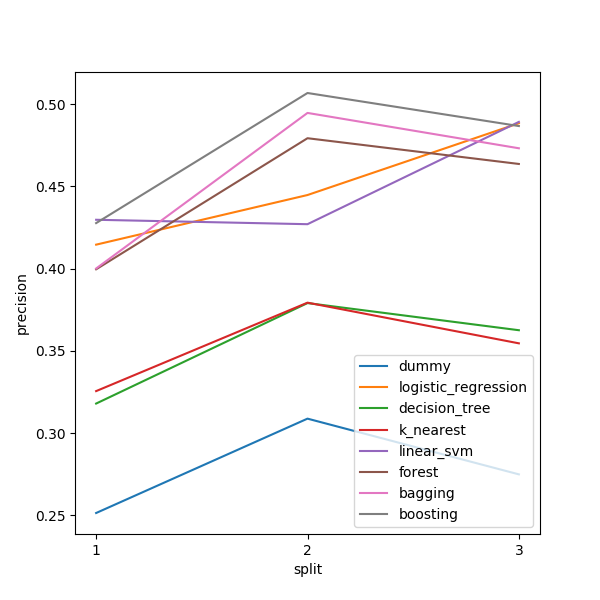 0.50
0.45
0.40
0.35
0.30
0.25
precision
1
2
3
split
dummy
logistic_regression
decision_tree
k_nearest
linear_svm
forest
bagging
boosting